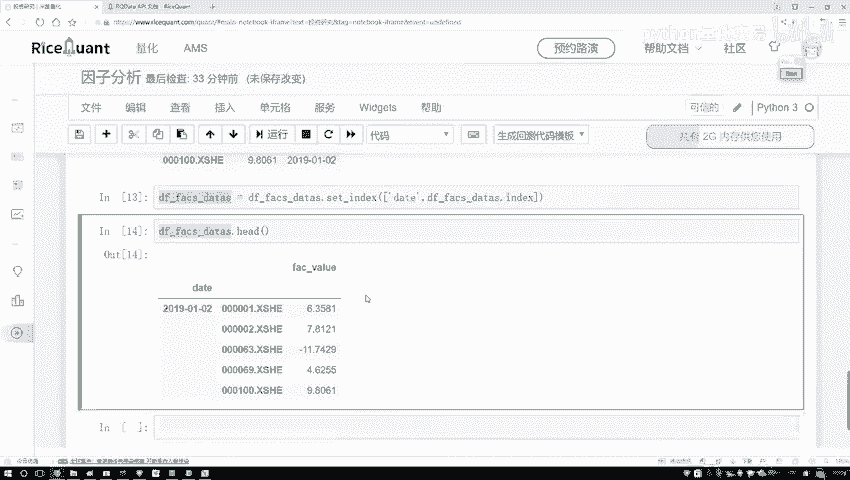 RQData API 文档
https://www.ricequant.com/quant/
RiceQuant
量化
AMS
预约路演
帮助文档
社区
因子分析 最后检查: 33 分钟前 (未保存改变)
文件 编辑 查看 插入 单元格 服务 Widgets 帮助
可信的
Python 3
运行
代码
生成回测代码模板
共有 2G 内存供您使用
000100.XSHE 9.8061 2019-01-02
In [13]: df_facs_datas = df_facs_datas.set_index(['date',df_facs_datas.index])
In [14]: df_facs_datas.head()
Out[14]:
fac_value
date
2019-01-02 000001.XSHE 6.3581
000002.XSHE 7.8121
000063.XSHE -11.7429
000069.XSHE 4.6255
000100.XSHE 9.8061
In [ ]: